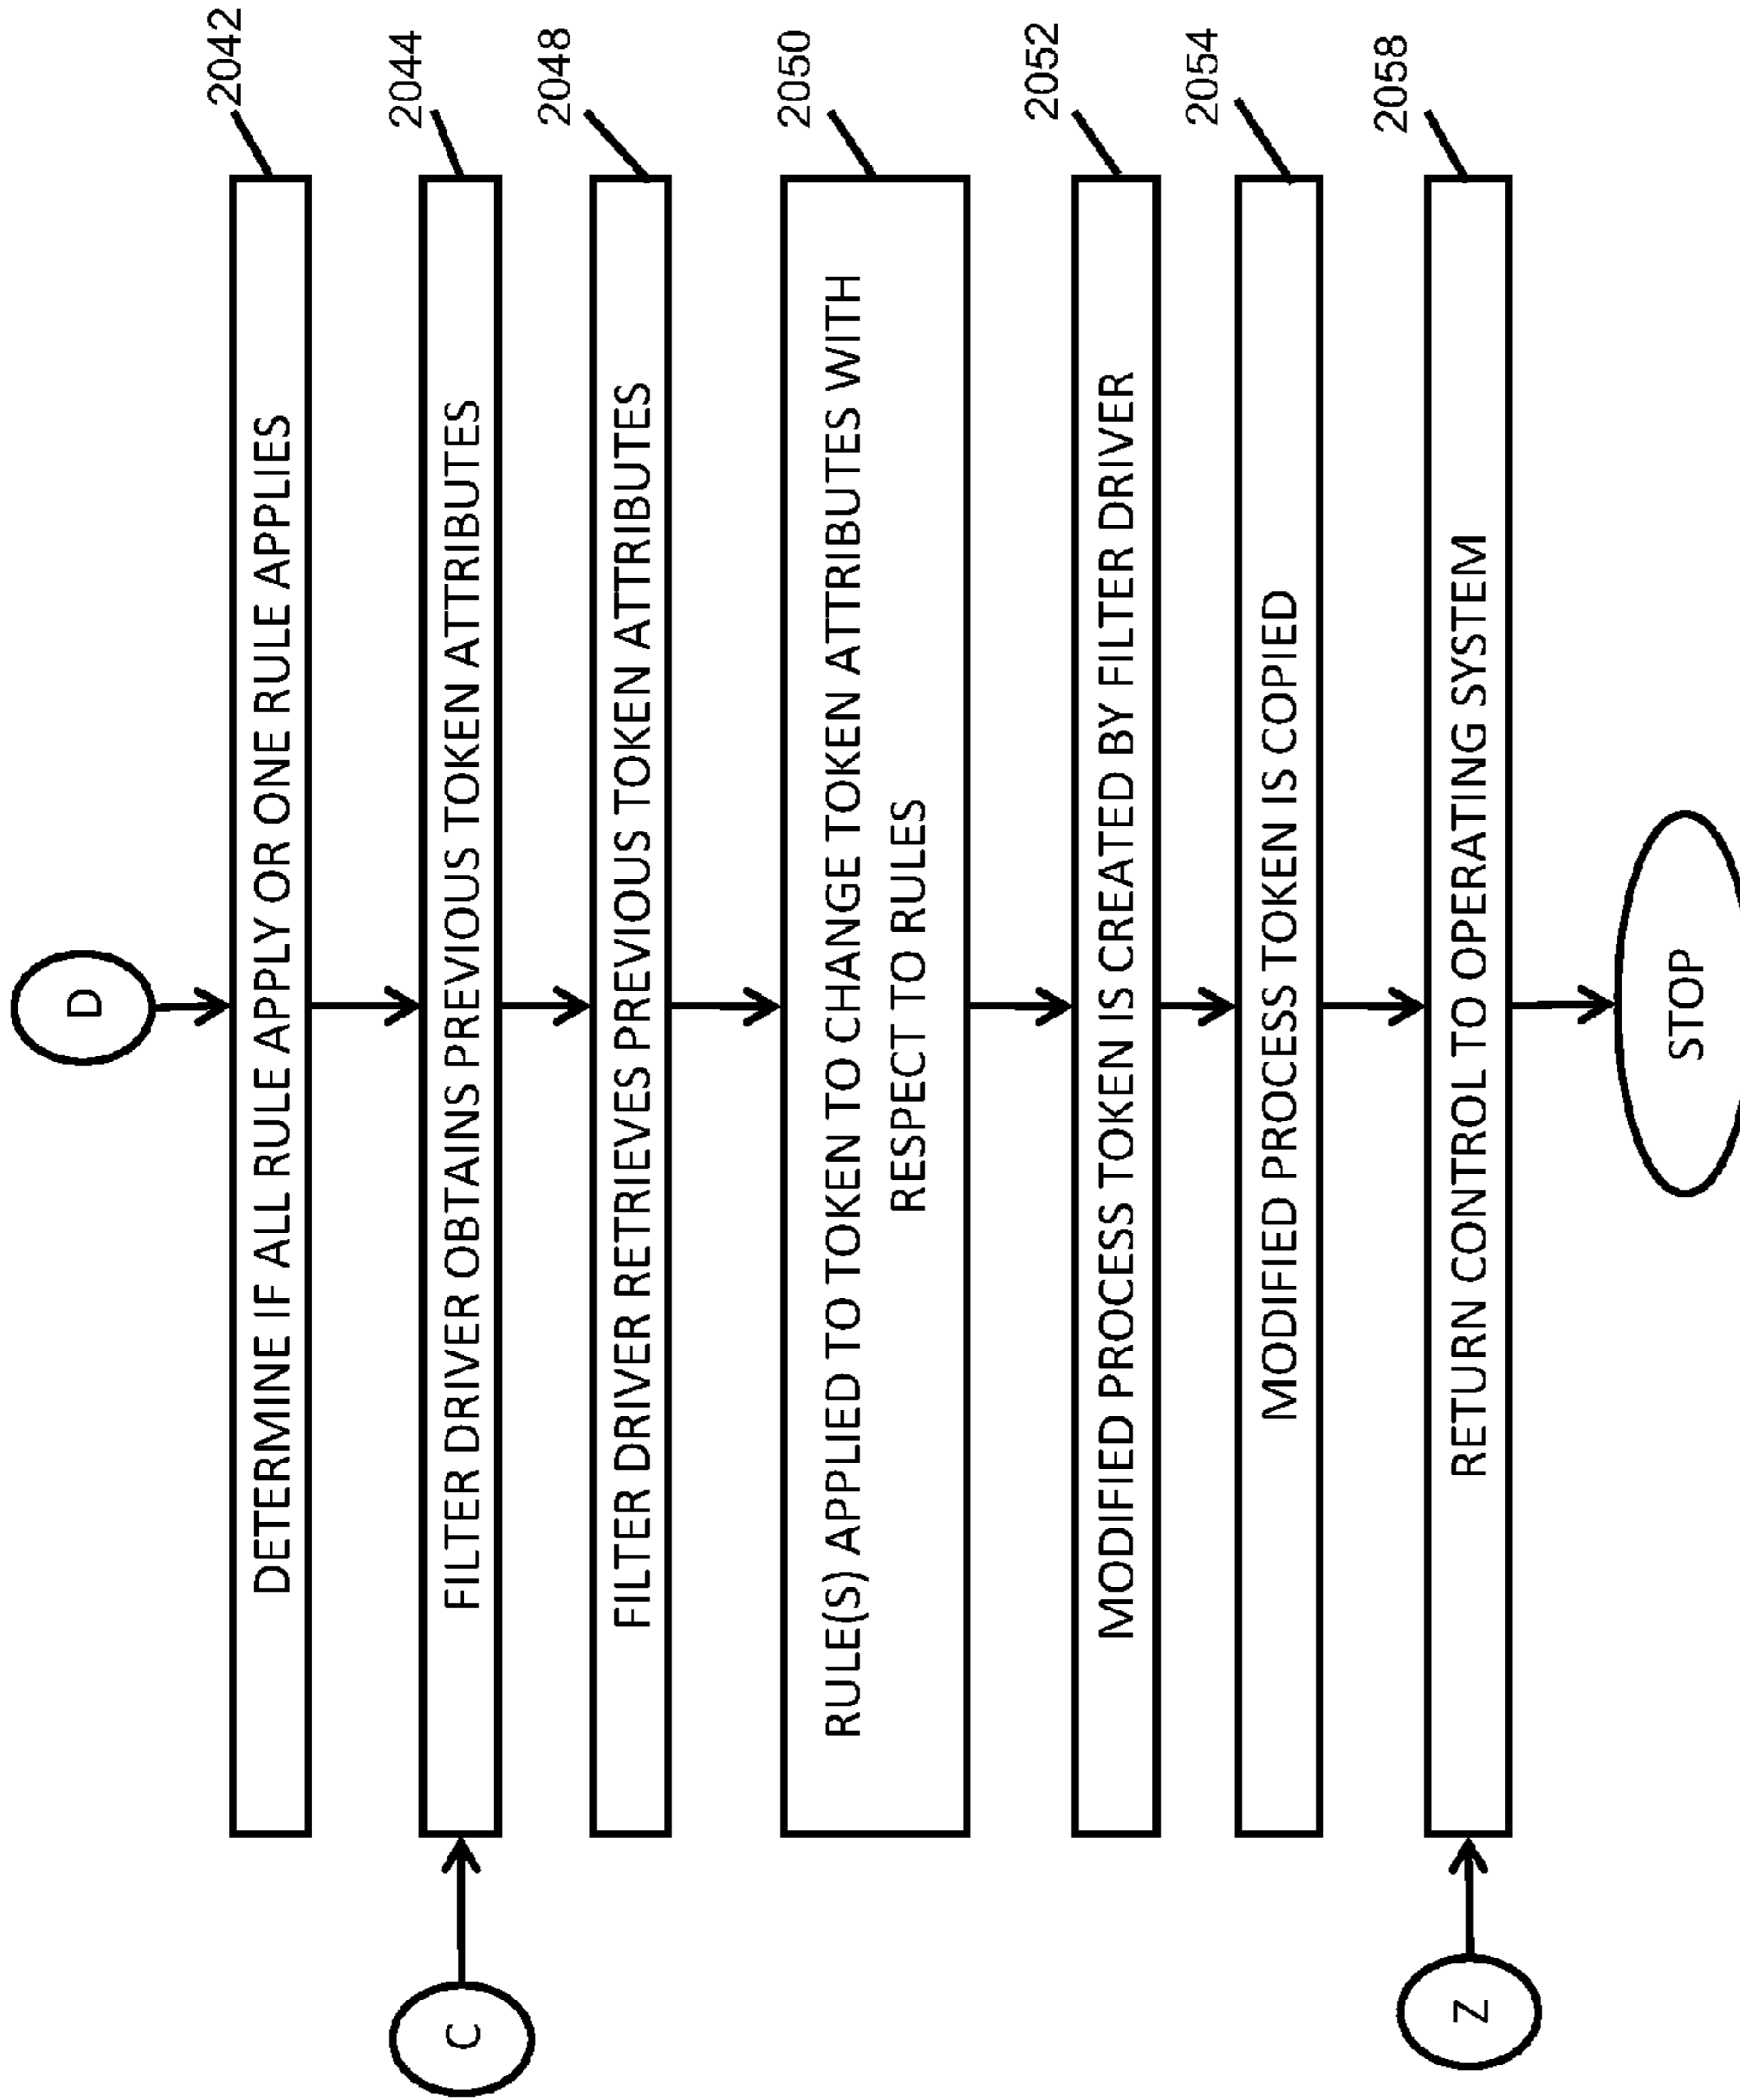 D
DETERMINE IF ALL RULE APPLY OR ONE RULE APPLIES
2042
C
FILTER DRIVER OBTAINS PREVIOUS TOKEN ATTRIBUTES
2044
FILTER DRIVER RETRIEVES PREVIOUS TOKEN ATTRIBUTES
2048
RULE(S) APPLIED TO TOKEN TO CHANGE TOKEN ATTRIBUTES WITH
RESPECT TO RULES
2050
MODIFIED PROCESS TOKEN IS CREATED BY FILTER DRIVER
2052
MODIFIED PROCESS TOKEN IS COPIED
2054
Z
RETURN CONTROL TO OPERATING SYSTEM
2058
STOP